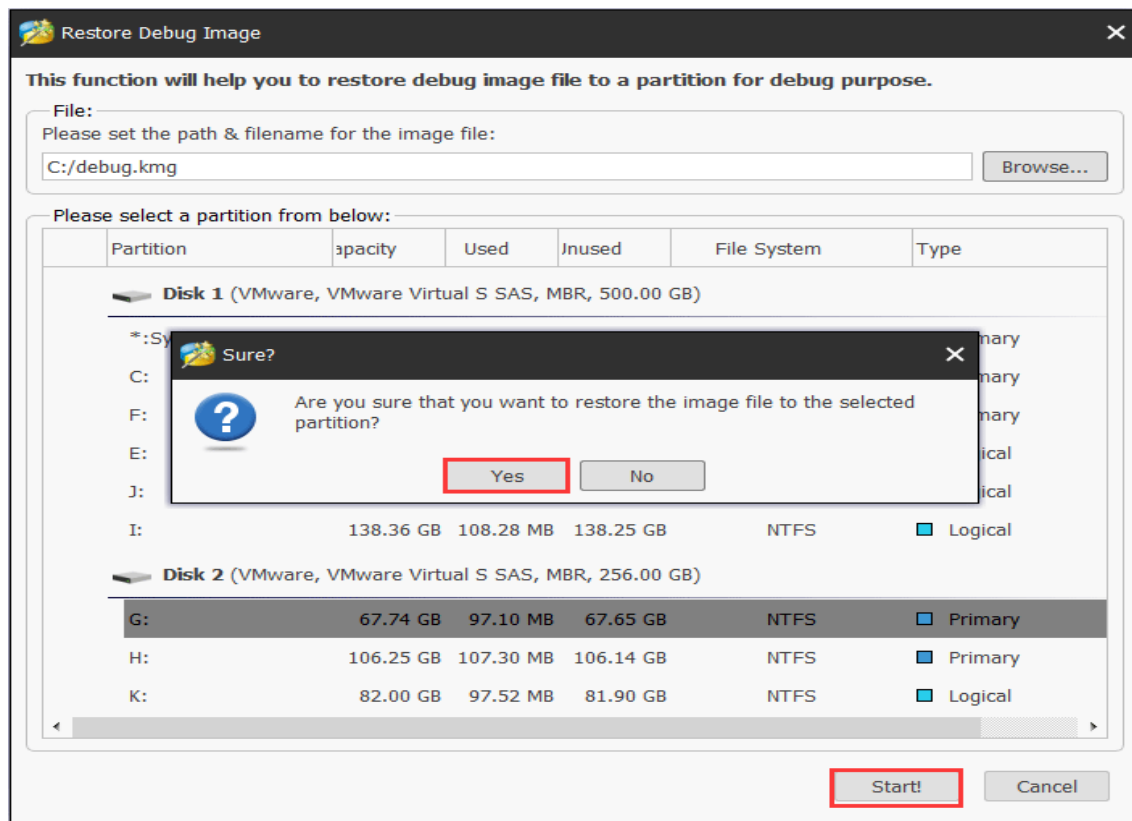 Restore Debug Image
This function will help you to restore debug image file to a partition for debug purpose.
File:
Please set the path & filename for the image file:
C:/debug.kmg Browse...
Please select a partition from below:
Partition apacity Used Unused File System Type
Disk 1 (VMware, VMware Virtual S SAS, MBR, 500.00 GB)
*:Sy mary
C: mary
F: mary
E: ical
J: ical
Sure?
Are you sure that you want to restore the image file to the selected
partition?
Yes No
I: 138.36 GB 108.28 MB 138.25 GB NTFS Logical
Disk 2 (VMware, VMware Virtual S SAS, MBR, 256.00 GB)
G: 67.74 GB 97.10 MB 67.65 GB NTFS Primary
H: 106.25 GB 107.30 MB 106.14 GB NTFS Primary
K: 82.00 GB 97.52 MB 81.90 GB NTFS Logical
Start! Cancel